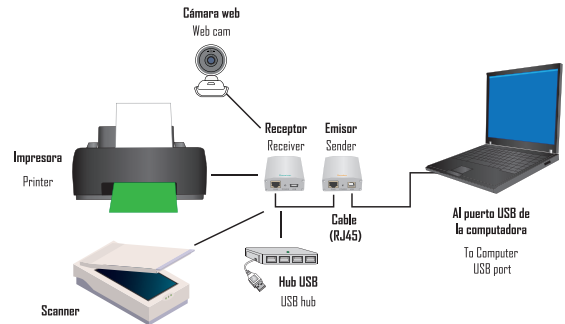 Cámara web
Web cam
Receptor
Receiver
Emisor
Sender
Impresora
Printer
Cable
(RJ45)
Al puerto USB de
la computadora
To Computer
USB port
Hub USB
USB hub
Scanner